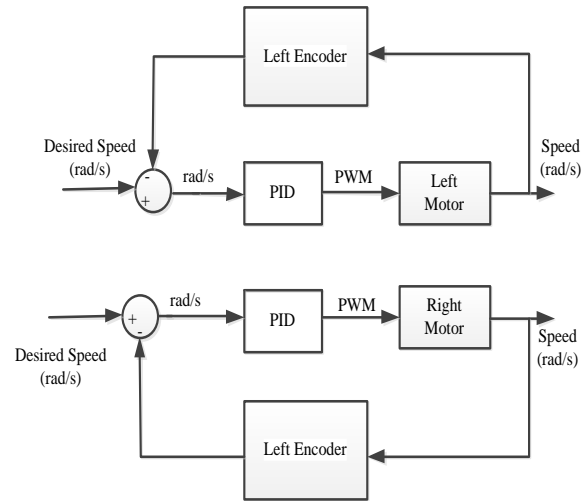 Left Encoder
Desired Speed
(rad/s)
-
+
rad/s
PID
PWM
Left
Motor
Speed
(rad/s)
+
-
rad/s
PID
PWM
Right
Motor
Desired Speed
(rad/s)
Speed
(rad/s)
Left Encoder